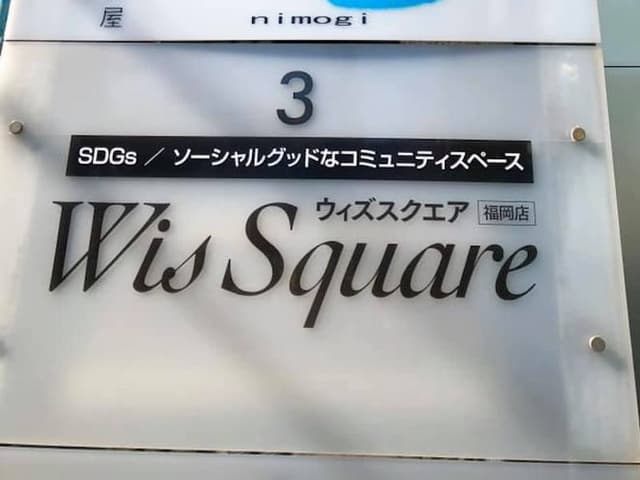 屋
nimogi
3
SDGs / ソーシャルグッドなコミュニティスペース
ウィズスクエア 福岡店
Wis Square